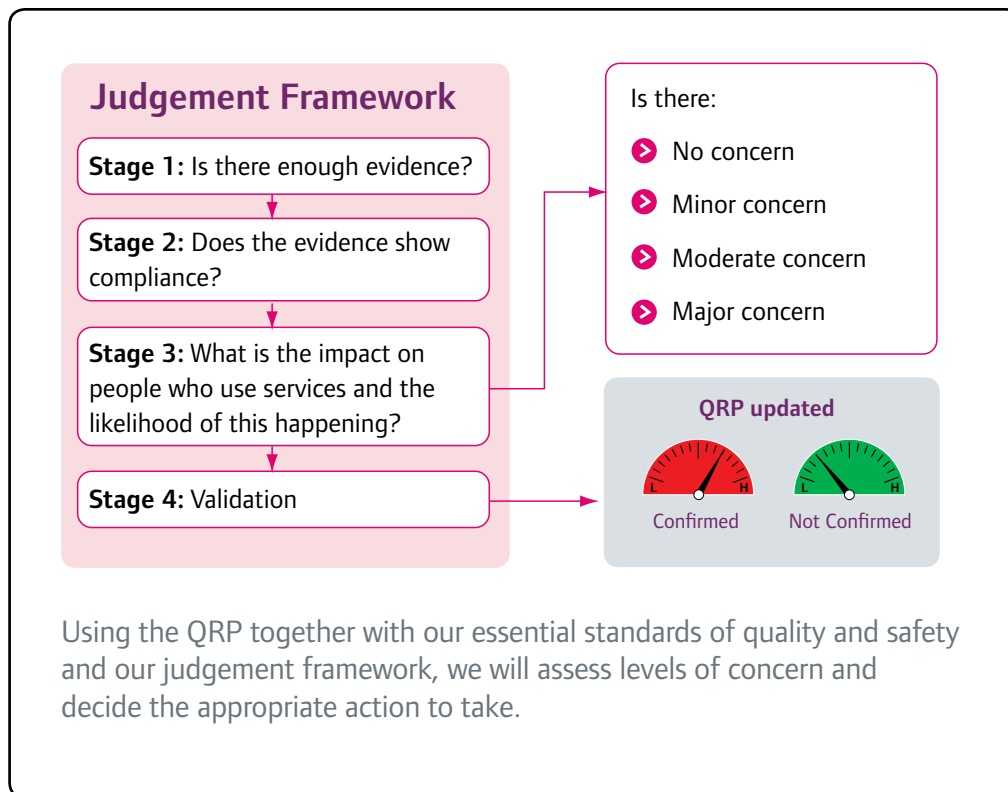 Judgement Framework
Stage 1: Is there enough evidence?
Stage 2: Does the evidence show
compliance?
Stage 3: What is the impact on
people who use services and the
likelihood of this happening?
Stage 4: Validation
Is there:
No concern
Minor concern
Moderate concern
Major concern
QRP updated
L H
Confirmed
L H
Not Confirmed
Using the QRP together with our essential standards of quality and safety
and our judgement framework, we will assess levels of concern and
decide the appropriate action to take.